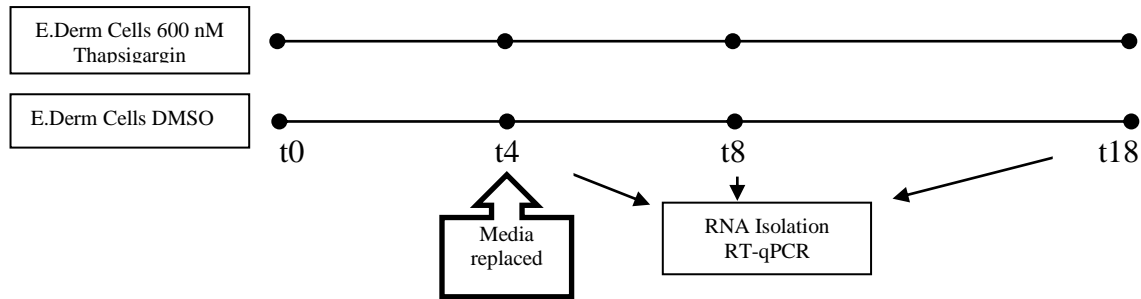 E.Derm Cells 600 nM
Thapsigargin
E.Derm Cells DMSO
t0 t4 t8 t18
Media
replaced
RNA Isolation
RT-qPCR